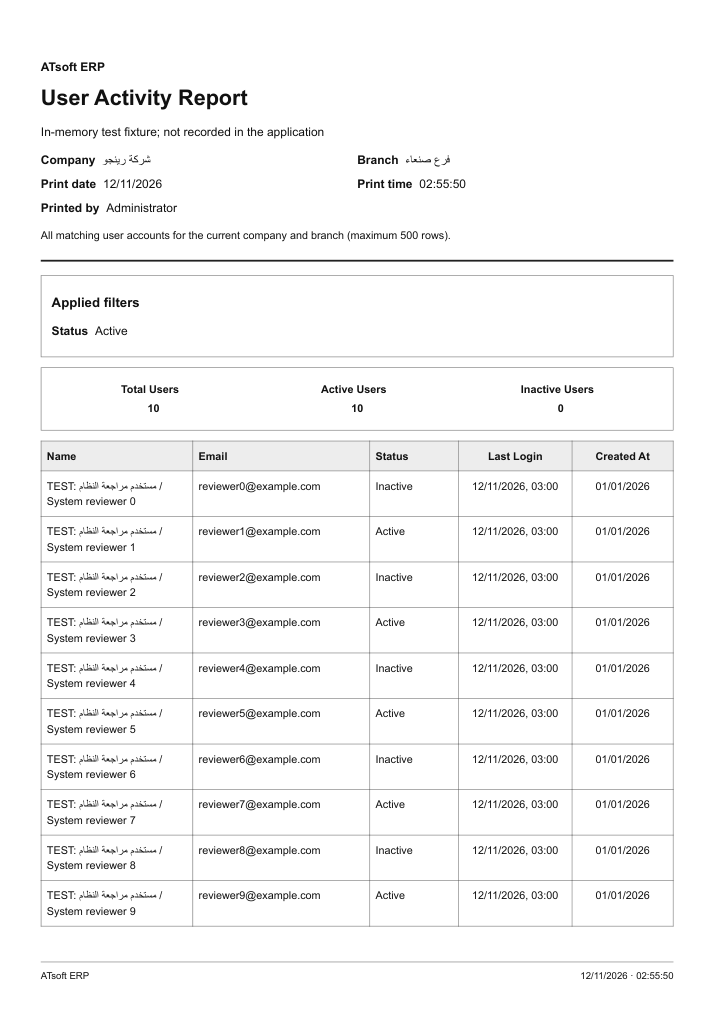 ATsoft ERP
User Activity Report
In-memory test fixture; not recorded in the application
Company شركة رينجو Branch فرع صنعاء
Print date 12/11/2026 Print time 02:55:50
Printed by Administrator
All matching user accounts for the current company and branch (maximum 500 rows).
Applied filters
Status Active
Total Users Active Users Inactive Users
10 10 0
Name Email Status Last Login Created At
TEST: مستخدم مراجعة النظام / reviewer0@example.com Inactive 12/11/2026, 03:00 01/01/2026
System reviewer 0
TEST: مستخدم مراجعة النظام / reviewer1@example.com Active 12/11/2026, 03:00 01/01/2026
System reviewer 1
TEST: مستخدم مراجعة النظام / reviewer2@example.com Inactive 12/11/2026, 03:00 01/01/2026
System reviewer 2
TEST: مستخدم مراجعة النظام / reviewer3@example.com Active 12/11/2026, 03:00 01/01/2026
System reviewer 3
TEST: مستخدم مراجعة النظام / reviewer4@example.com Inactive 12/11/2026, 03:00 01/01/2026
System reviewer 4
TEST: مستخدم مراجعة النظام / reviewer5@example.com Active 12/11/2026, 03:00 01/01/2026
System reviewer 5
TEST: مستخدم مراجعة النظام / reviewer6@example.com Inactive 12/11/2026, 03:00 01/01/2026
System reviewer 6
TEST: مستخدم مراجعة النظام / reviewer7@example.com Active 12/11/2026, 03:00 01/01/2026
System reviewer 7
TEST: مستخدم مراجعة النظام / reviewer8@example.com Inactive 12/11/2026, 03:00 01/01/2026
System reviewer 8
TEST: مستخدم مراجعة النظام / reviewer9@example.com Active 12/11/2026, 03:00 01/01/2026
System reviewer 9
ATsoft ERP 12/11/2026 · 02:55:50